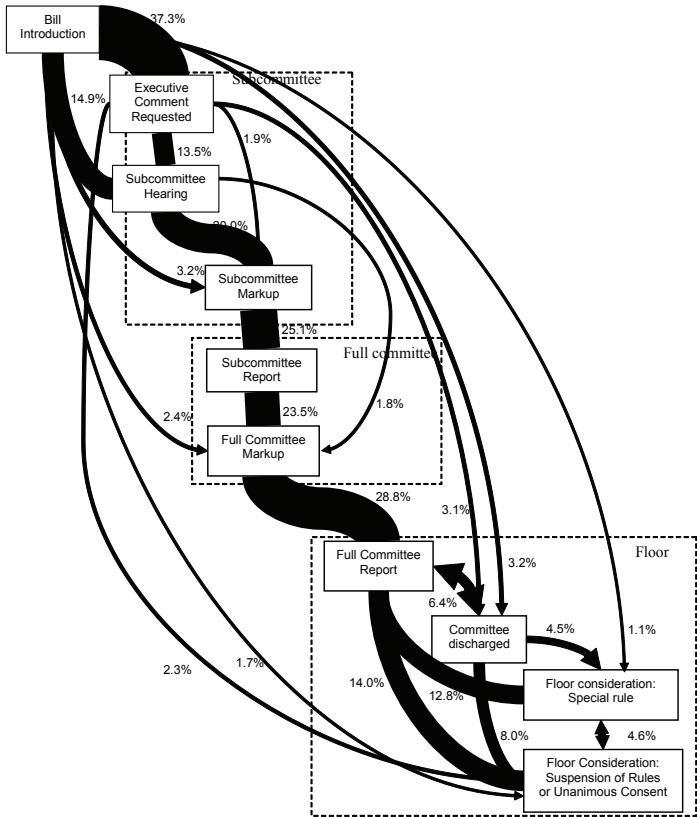 Bill
Introduction
37.3%
Subcommittee
Executive
Comment
Requested
14.9%
1.9%
13.5%
Subcommittee
Hearing
20.0%
3.2%
Subcommittee
Markup
25.1%
Full committee
Subcommittee
Report
23.5%
1.8%
2.4%
Full Committee
Markup
28.8%
3.1%
Floor
Full Committee
Report
3.2%
6.4%
Committee
discharged
4.5%
1.1%
2.3%
1.7%
14.0%
12.8%
Floor consideration:
Special rule
8.0%
4.6%
Floor Consideration:
Suspension of Rules
or Unanimous Consent